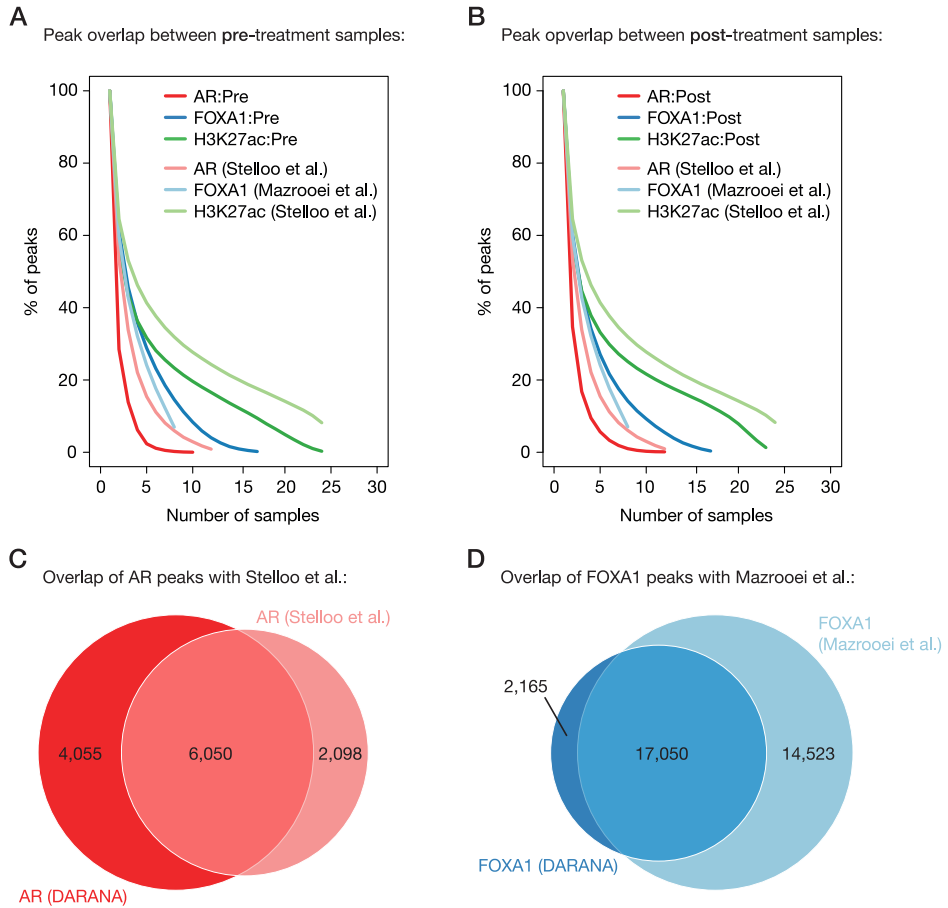 A
Peak overlap between pre-treatment samples:
% of peaks
100
80
60
40
20
0
AR:Pre
FOXA1:Pre
H3K27ac:Pre
AR (Stelloo et al.)
FOXA1 (Mazrooei et al.)
H3K27ac (Stelloo et al.)
0 5 10 15 20 25 30
Number of samples
B
Peak opverlap between post-treatment samples:
% of peaks
100
80
60
40
20
0
AR:Post
FOXA1:Post
H3K27ac:Post
AR (Stelloo et al.)
FOXA1 (Mazrooei et al.)
H3K27ac (Stelloo et al.)
0 5 10 15 20 25 30
Number of samples
C
Overlap of AR peaks with Stelloo et al.:
AR (Stelloo et al.)
4,055
6,050
2,098
AR (DARANA)
D
Overlap of FOXA1 peaks with Mazrooei et al.:
FOXA1
(Mazrooei et al.)
2,165
17,050
14,523
FOXA1 (DARANA)